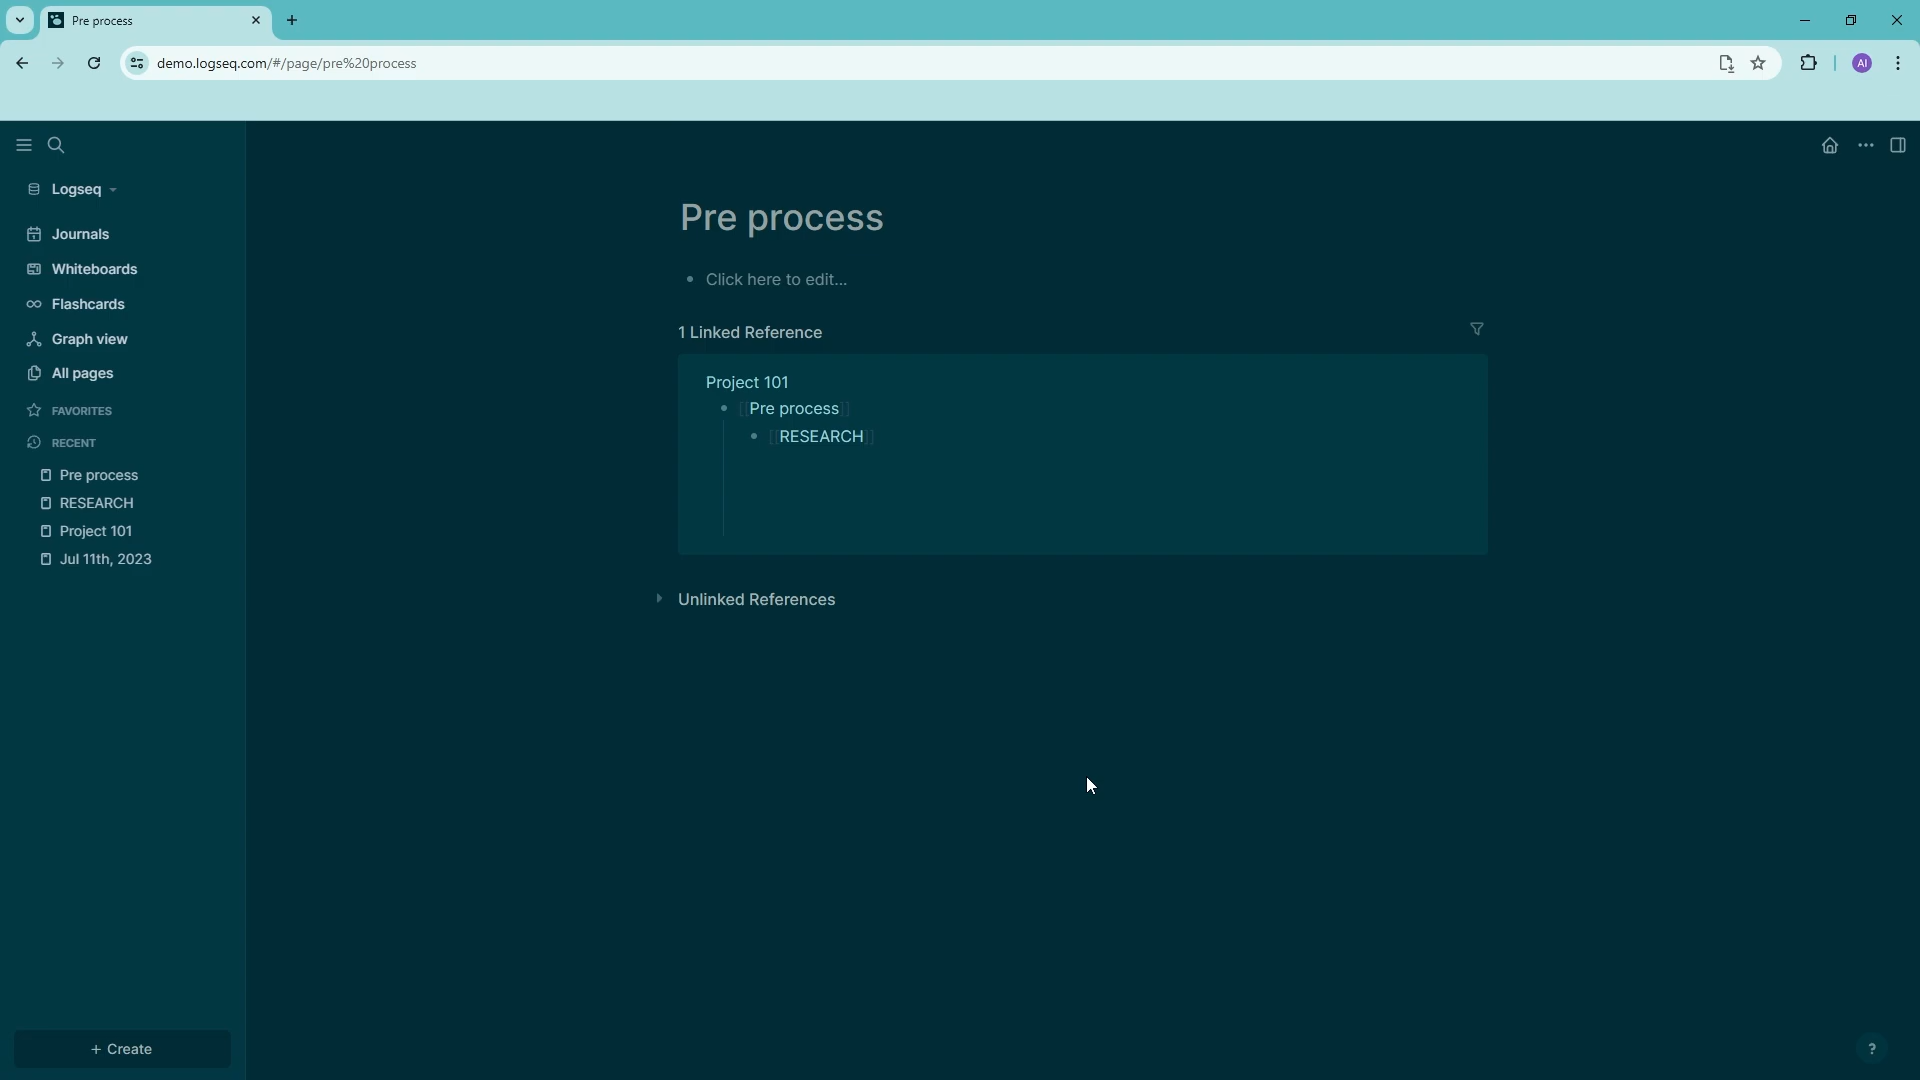 Pre process
demo.logseq.com/#/page/pre%20process
AI
Logseq
Journals
Whiteboards
Flashcards
Graph view
All pages
FAVORITES
RECENT
Pre process
RESEARCH
Project 101
Jul 11th, 2023
+ Create
Pre process
Click here to edit...
1 Linked Reference
Project 101
[[Pre process]]
[[RESEARCH]]
Unlinked References
?